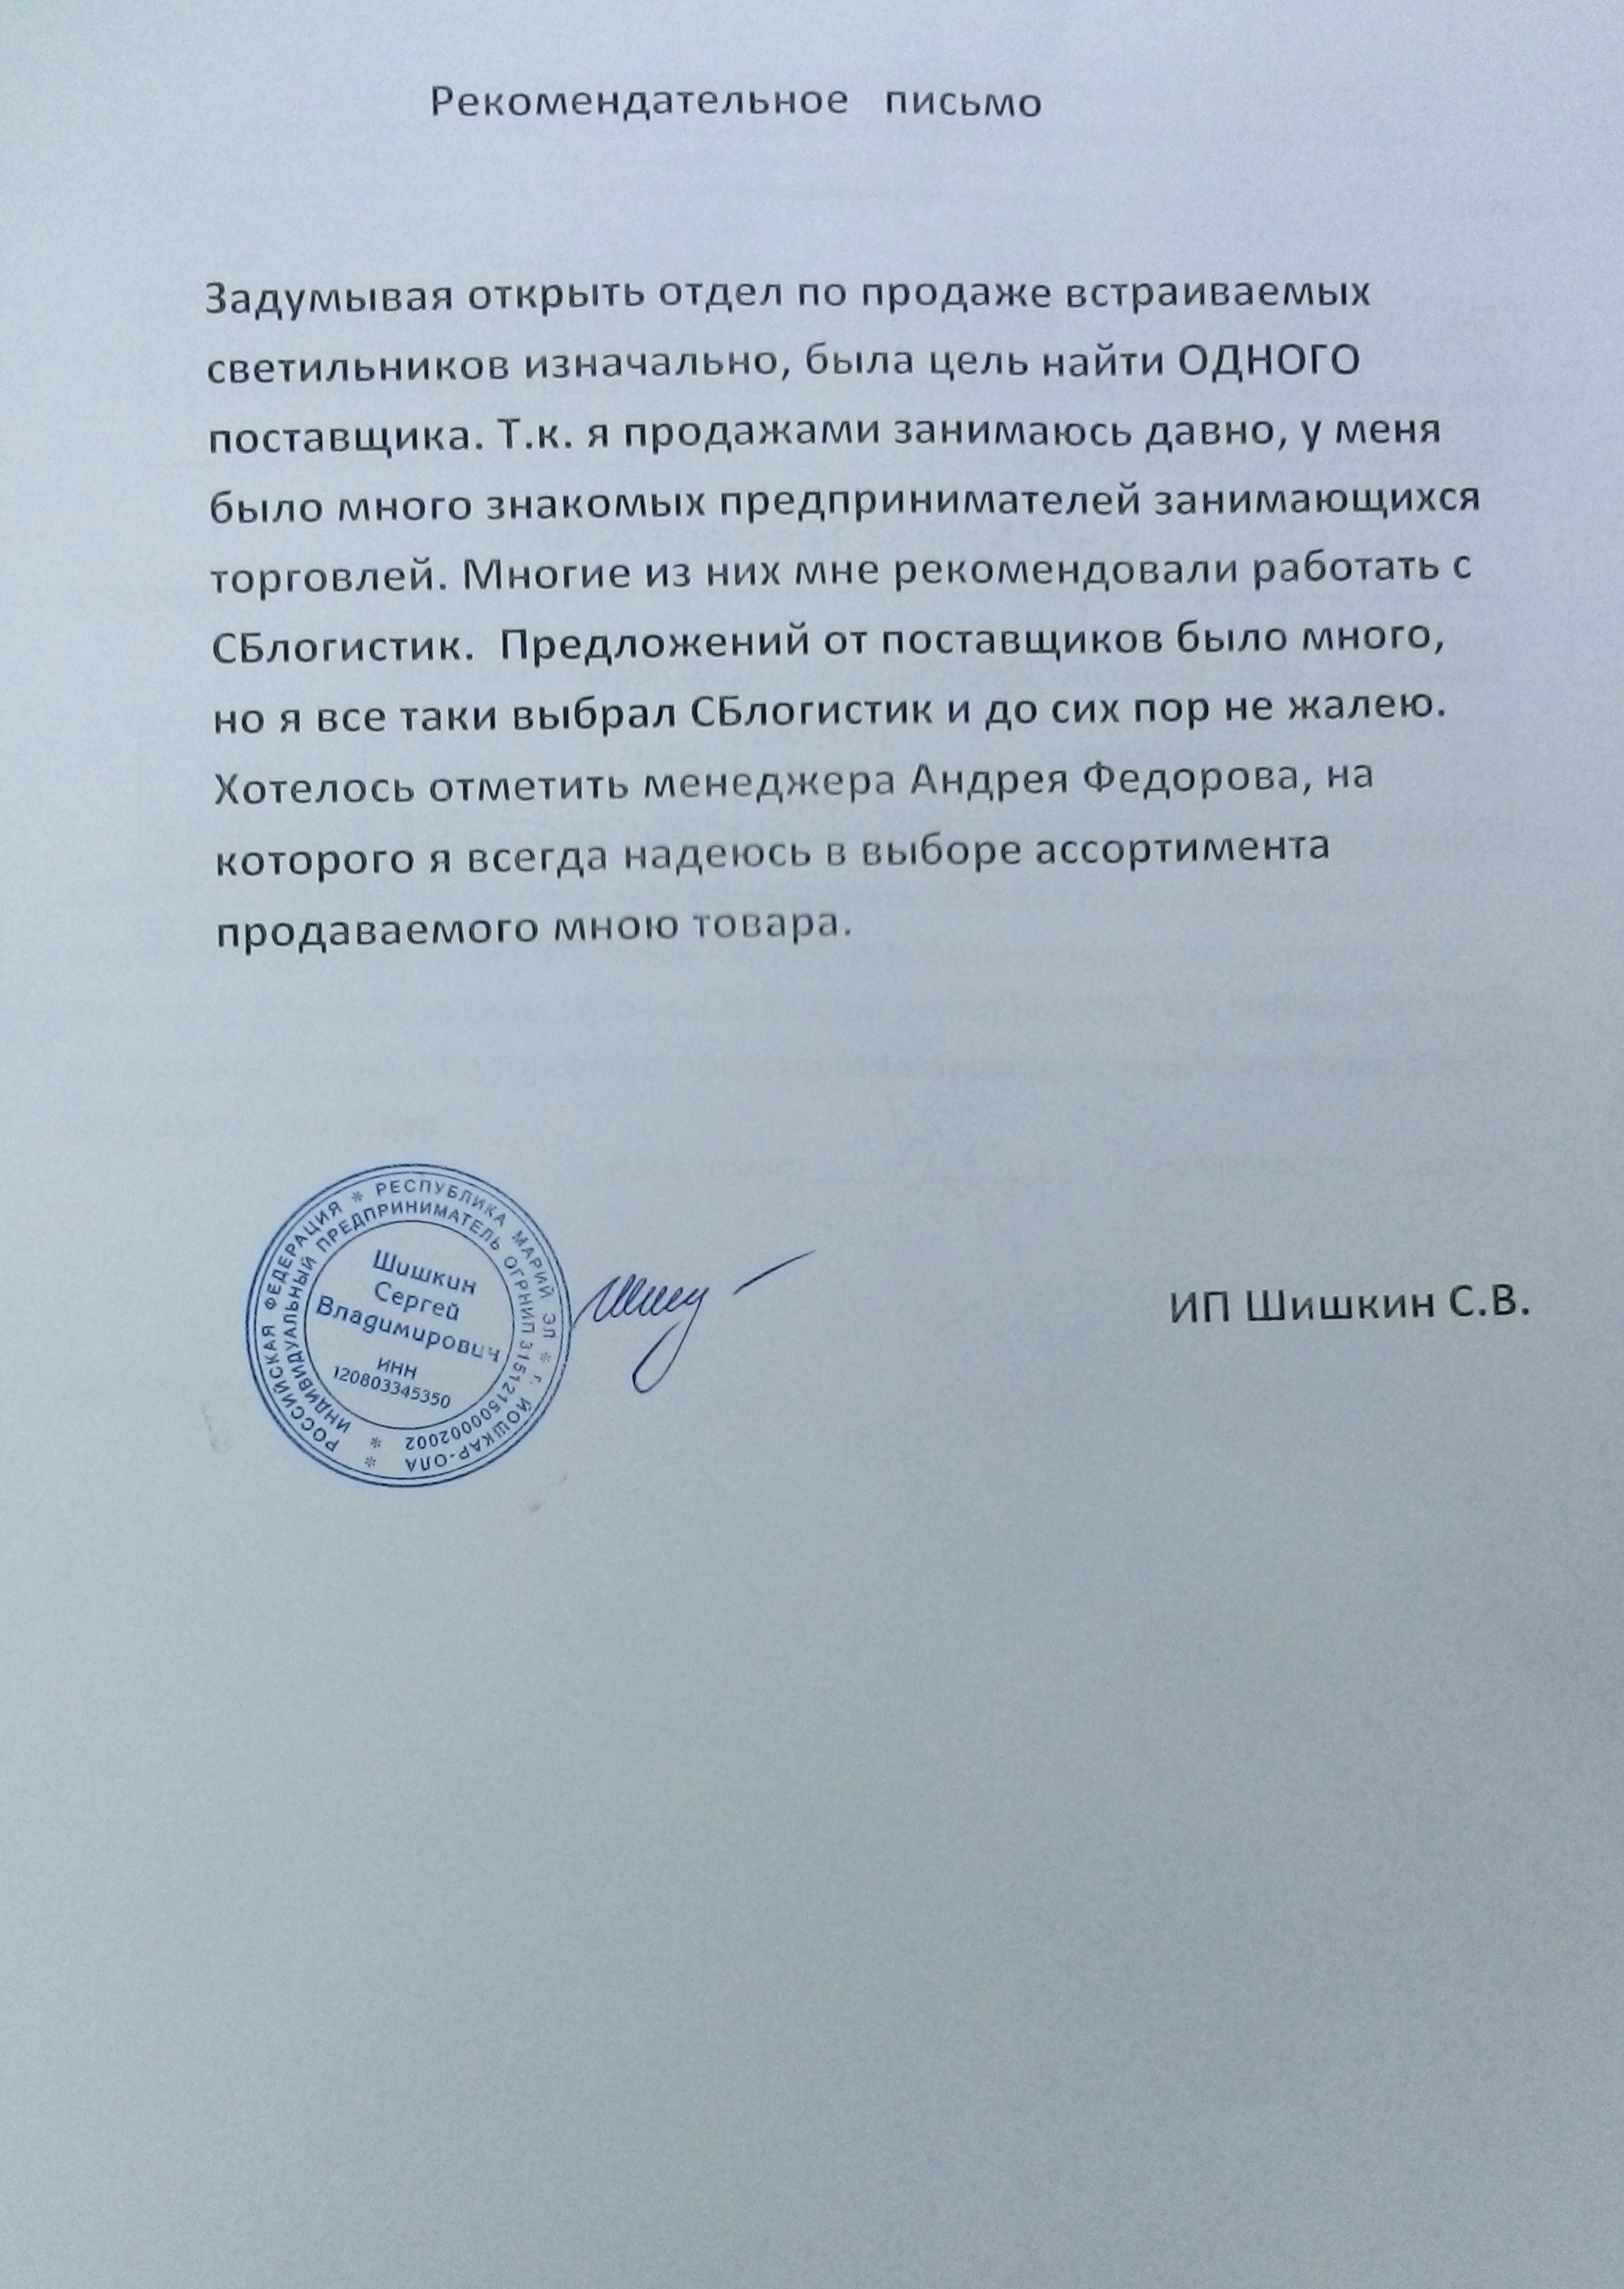 Рекомендательное письмо
Задумывая открыть отдел по продаже встраиваемых
светильников изначально, была цель найти ОДНОГО
поставщика. Т.к. я продажами занимаюсь давно, у меня
было много знакомых предпринимателей занимающихся
торговлей. Многие из них мне рекомендовали работать с
СБлогистик. Предложений от поставщиков было много,
но я все таки выбрал СБлогистик и до сих пор не жалею.
Хотелось отметить менеджера Андрея Федорова, на
которого я всегда надеюсь в выборе ассортимента
продаваемого мною товара.
РОССИЙСКАЯ ФЕДЕРАЦИЯ * РЕСПУБЛИКА МАРИЙ ЭЛ * г. ЙОШКАР-ОЛА *
ИНДИВИДУАЛЬНЫЙ ПРЕДПРИНИМАТЕЛЬ ОГРНИП 315121500002002 *
Шишкин
Сергей
Владимирович
ИНН
120803345350
ИП Шишкин С.В.